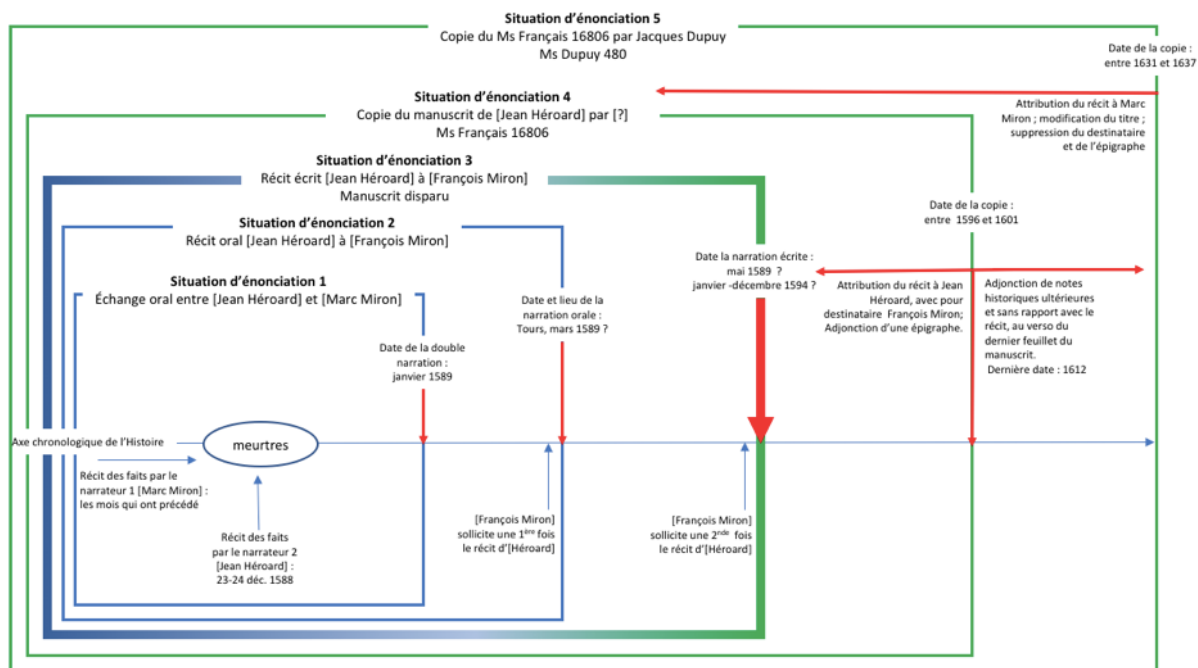 Situation d'énonciation 5
Copie du Ms Français 16806 par Jacques Dupuy
Ms Dupuy 480
Date de la copie :
entre 1631 et 1637
Situation d'énonciation 4
Copie du manuscrit de [Jean Héroard] par [?]
Ms Français 16806
Attribution du récit à Marc
Miron ; modification du titre ;
suppression du destinataire
et de l'épigraphe
Situation d'énonciation 3
Récit écrit [Jean Héroard] à [François Miron]
Manuscrit disparu
Date de la copie :
entre  1596 et 1601
Situation d'énonciation 2
Récit oral [Jean Héroard] à [François Miron]
Date la narration écrite :
mai 1589  ?
janvier -décembre 1594 ?
Situation d'énonciation 1
Échange oral entre [Jean Héroard] et [Marc Miron]
Attribution du récit à Jean
Héroard, avec pour
destinataire  François Miron;
Adjonction d'une épigraphe.
Adjonction de notes
historiques ultérieures
et sans rapport avec le
récit, au verso du
dernier feuillet du
manuscrit.
Dernière date : 1612
Date et lieu de la
narration orale :
Tours, mars 1589 ?
Date de la double
narration :
janvier 1589
Axe chronologique de l'Histoire
meurtres
Récit des faits par le
narrateur 1 [Marc Miron] :
les mois qui ont précédé
Récit des faits
par le narrateur 2
[Jean Héroard] :
23-24 déc. 1588
[François Miron]
sollicite une 1ère fois
le récit d'[Héroard]
[François Miron]
sollicite une 2nde fois
le récit d'[Héroard]